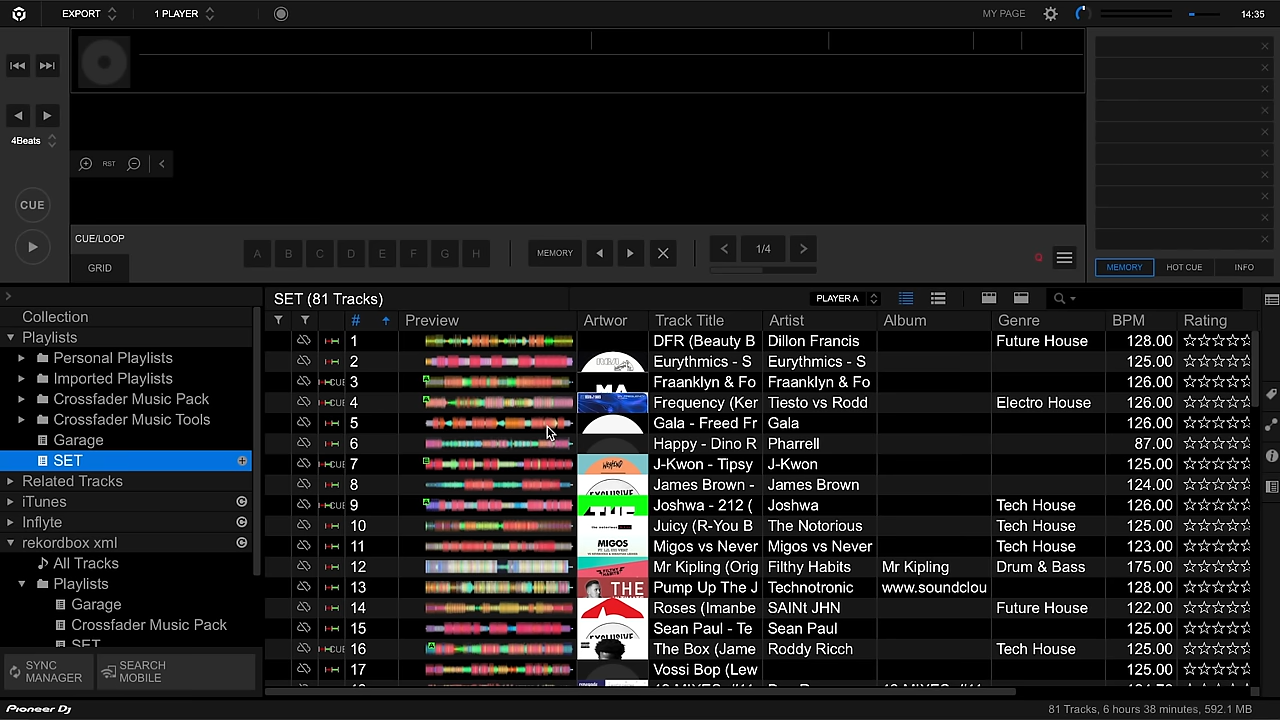 EXPORT 1 PLAYER MY PAGE 14:35
4Beats
RST
CUE
CUE/LOOP
GRID
A B C D E F G H MEMORY 1/4
MEMORY HOT CUE INFO
SET (81 Tracks) PLAYER A
# Preview Artwor Track Title Artist Album Genre BPM Rating
Collection
Playlists
Personal Playlists
Imported Playlists
Crossfader Music Pack
Crossfader Music Tools
Garage
SET
Related Tracks
iTunes
Inflyte
rekordbox xml
All Tracks
Playlists
Garage
Crossfader Music Pack
SET
SYNC MANAGER
SEARCH MOBILE
1 DFR (Beauty B Dillon Francis Future House 128.00
2 Eurythmics - S Eurythmics - S 125.00
CUE 3 Fraanklyn & Fo Fraanklyn & Fo 126.00
CUE 4 Frequency (Ker Tiesto vs Rodd Electro House 126.00
5 Gala - Freed Fr Gala 126.00
6 Happy - Dino R Pharrell 87.00
CUE 7 J-Kwon - Tipsy J-Kwon 125.00
8 James Brown - James Brown 124.00
CUE 9 Joshwa - 212 ( Joshwa Tech House 126.00
10 Juicy (R-You B The Notorious Tech House 125.00
11 MIGOS Migos vs Never Migos vs Never Tech House 123.00
12 Mr Kipling (Orig Filthy Habits Mr Kipling Drum & Bass 175.00
13 THE Pump Up The J Technotronic www.soundclou 125.00
14 Roses (Imanbe SAINt JHN Future House 122.00
15 Sean Paul - Te Sean Paul 125.00
CUE 16 The Box (Jame Roddy Ricch Tech House 125.00
17 Vossi Bop (Lew 125.00
Pioneer Dj 81 Tracks, 6 hours 38 minutes, 592.1 MB